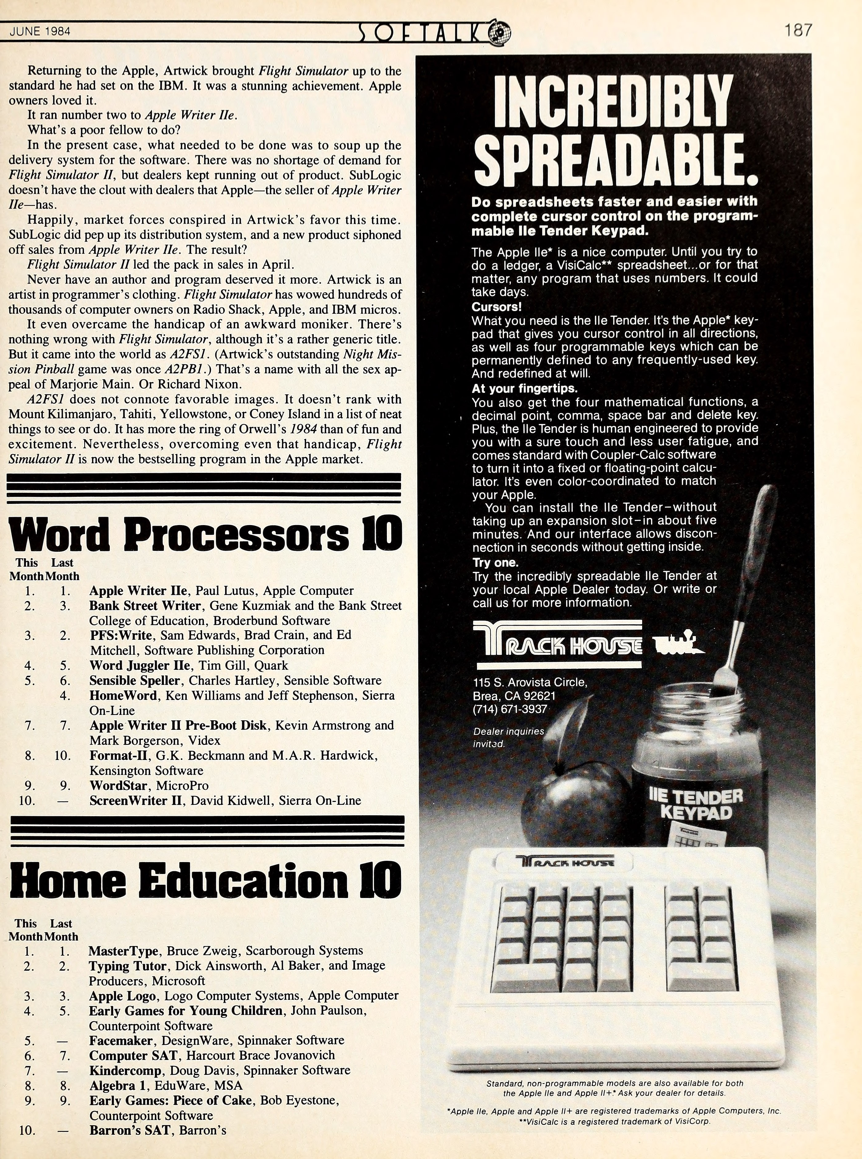 JUNE 1984
SOFTALK
187
Returning to the Apple, Artwick brought Flight Simulator up to the
standard he had set on the IBM. It was a stunning achievement. Apple
owners loved it.
It ran number two to Apple Writer IIe.
What's a poor fellow to do?
In the present case, what needed to be done was to soup up the
delivery system for the software. There was no shortage of demand for
Flight Simulator II, but dealers kept running out of product. SubLogic
doesn't have the clout with dealers that Apple—the seller of Apple Writer
IIe—has.
Happily, market forces conspired in Artwick's favor this time.
SubLogic did pep up its distribution system, and a new product siphoned
off sales from Apple Writer IIe. The result?
Flight Simulator II led the pack in sales in April.
Never have an author and program deserved it more. Artwick is an
artist in programmer's clothing. Flight Simulator has wowed hundreds of
thousands of computer owners on Radio Shack, Apple, and IBM micros.
It even overcame the handicap of an awkward moniker. There's
nothing wrong with Flight Simulator, although it's a rather generic title.
But it came into the world as A2FS1. (Artwick's outstanding Night Mis-
sion Pinball game was once A2PB1.) That's a name with all the sex ap-
peal of Marjorie Main. Or Richard Nixon.
A2FS1 does not connote favorable images. It doesn't rank with
Mount Kilimanjaro, Tahiti, Yellowstone, or Coney Island in a list of neat
things to see or do. It has more the ring of Orwell's 1984 than of fun and
excitement. Nevertheless, overcoming even that handicap, Flight
Simulator II is now the bestselling program in the Apple market.
Word Processors 10
This Last
Month Month
1. 1. Apple Writer IIe, Paul Lutus, Apple Computer
2. 3. Bank Street Writer, Gene Kuzmiak and the Bank Street
College of Education, Broderbund Software
3. 2. PFS:Write, Sam Edwards, Brad Crain, and Ed
Mitchell, Software Publishing Corporation
4. 5. Word Juggler IIe, Tim Gill, Quark
5. 6. Sensible Speller, Charles Hartley, Sensible Software
4. HomeWord, Ken Williams and Jeff Stephenson, Sierra
On-Line
7. 7. Apple Writer II Pre-Boot Disk, Kevin Armstrong and
Mark Borgerson, Videx
8. 10. Format-II, G.K. Beckmann and M.A.R. Hardwick,
Kensington Software
9. 9. WordStar, MicroPro
10. — ScreenWriter II, David Kidwell, Sierra On-Line
Home Education 10
This Last
Month Month
1. 1. MasterType, Bruce Zweig, Scarborough Systems
2. 2. Typing Tutor, Dick Ainsworth, Al Baker, and Image
Producers, Microsoft
3. 3. Apple Logo, Logo Computer Systems, Apple Computer
4. 5. Early Games for Young Children, John Paulson,
Counterpoint Software
5. — Facemaker, DesignWare, Spinnaker Software
6. 7. Computer SAT, Harcourt Brace Jovanovich
7. — Kindercomp, Doug Davis, Spinnaker Software
8. 8. Algebra 1, EduWare, MSA
9. 9. Early Games: Piece of Cake, Bob Eyestone,
Counterpoint Software
10. — Barron's SAT, Barron's
INCREDIBLY
SPREADABLE.
Do spreadsheets faster and easier with
complete cursor control on the program-
mable IIe Tender Keypad.
The Apple IIe* is a nice computer. Until you try to
do a ledger, a VisiCalc** spreadsheet...or for that
matter, any program that uses numbers. It could
take days.
Cursors!
What you need is the IIe Tender. It's the Apple* key-
pad that gives you cursor control in all directions,
as well as four programmable keys which can be
permanently defined to any frequently-used key.
And redefined at will.
At your fingertips.
You also get the four mathematical functions, a
decimal point, comma, space bar and delete key.
Plus, the IIe Tender is human engineered to provide
you with a sure touch and less user fatigue, and
comes standard with Coupler-Calc software
to turn it into a fixed or floating-point calcu-
lator. It's even color-coordinated to match
your Apple.
You can install the IIe Tender–without
taking up an expansion slot–in about five
minutes. And our interface allows discon-
nection in seconds without getting inside.
Try one.
Try the incredibly spreadable IIe Tender at
your local Apple Dealer today. Or write or
call us for more information.
TRACK HOUSE
115 S. Arovista Circle,
Brea, CA 92621
(714) 671-3937
Dealer inquiries
invited.
IIE TENDER
KEYPAD
TRACK HOUSE
Standard, non-programmable models are also available for both
the Apple IIe and Apple II+.* Ask your dealer for details.
*Apple IIe, Apple and Apple II+ are registered trademarks of Apple Computers, Inc.
**VisiCalc is a registered trademark of VisiCorp.